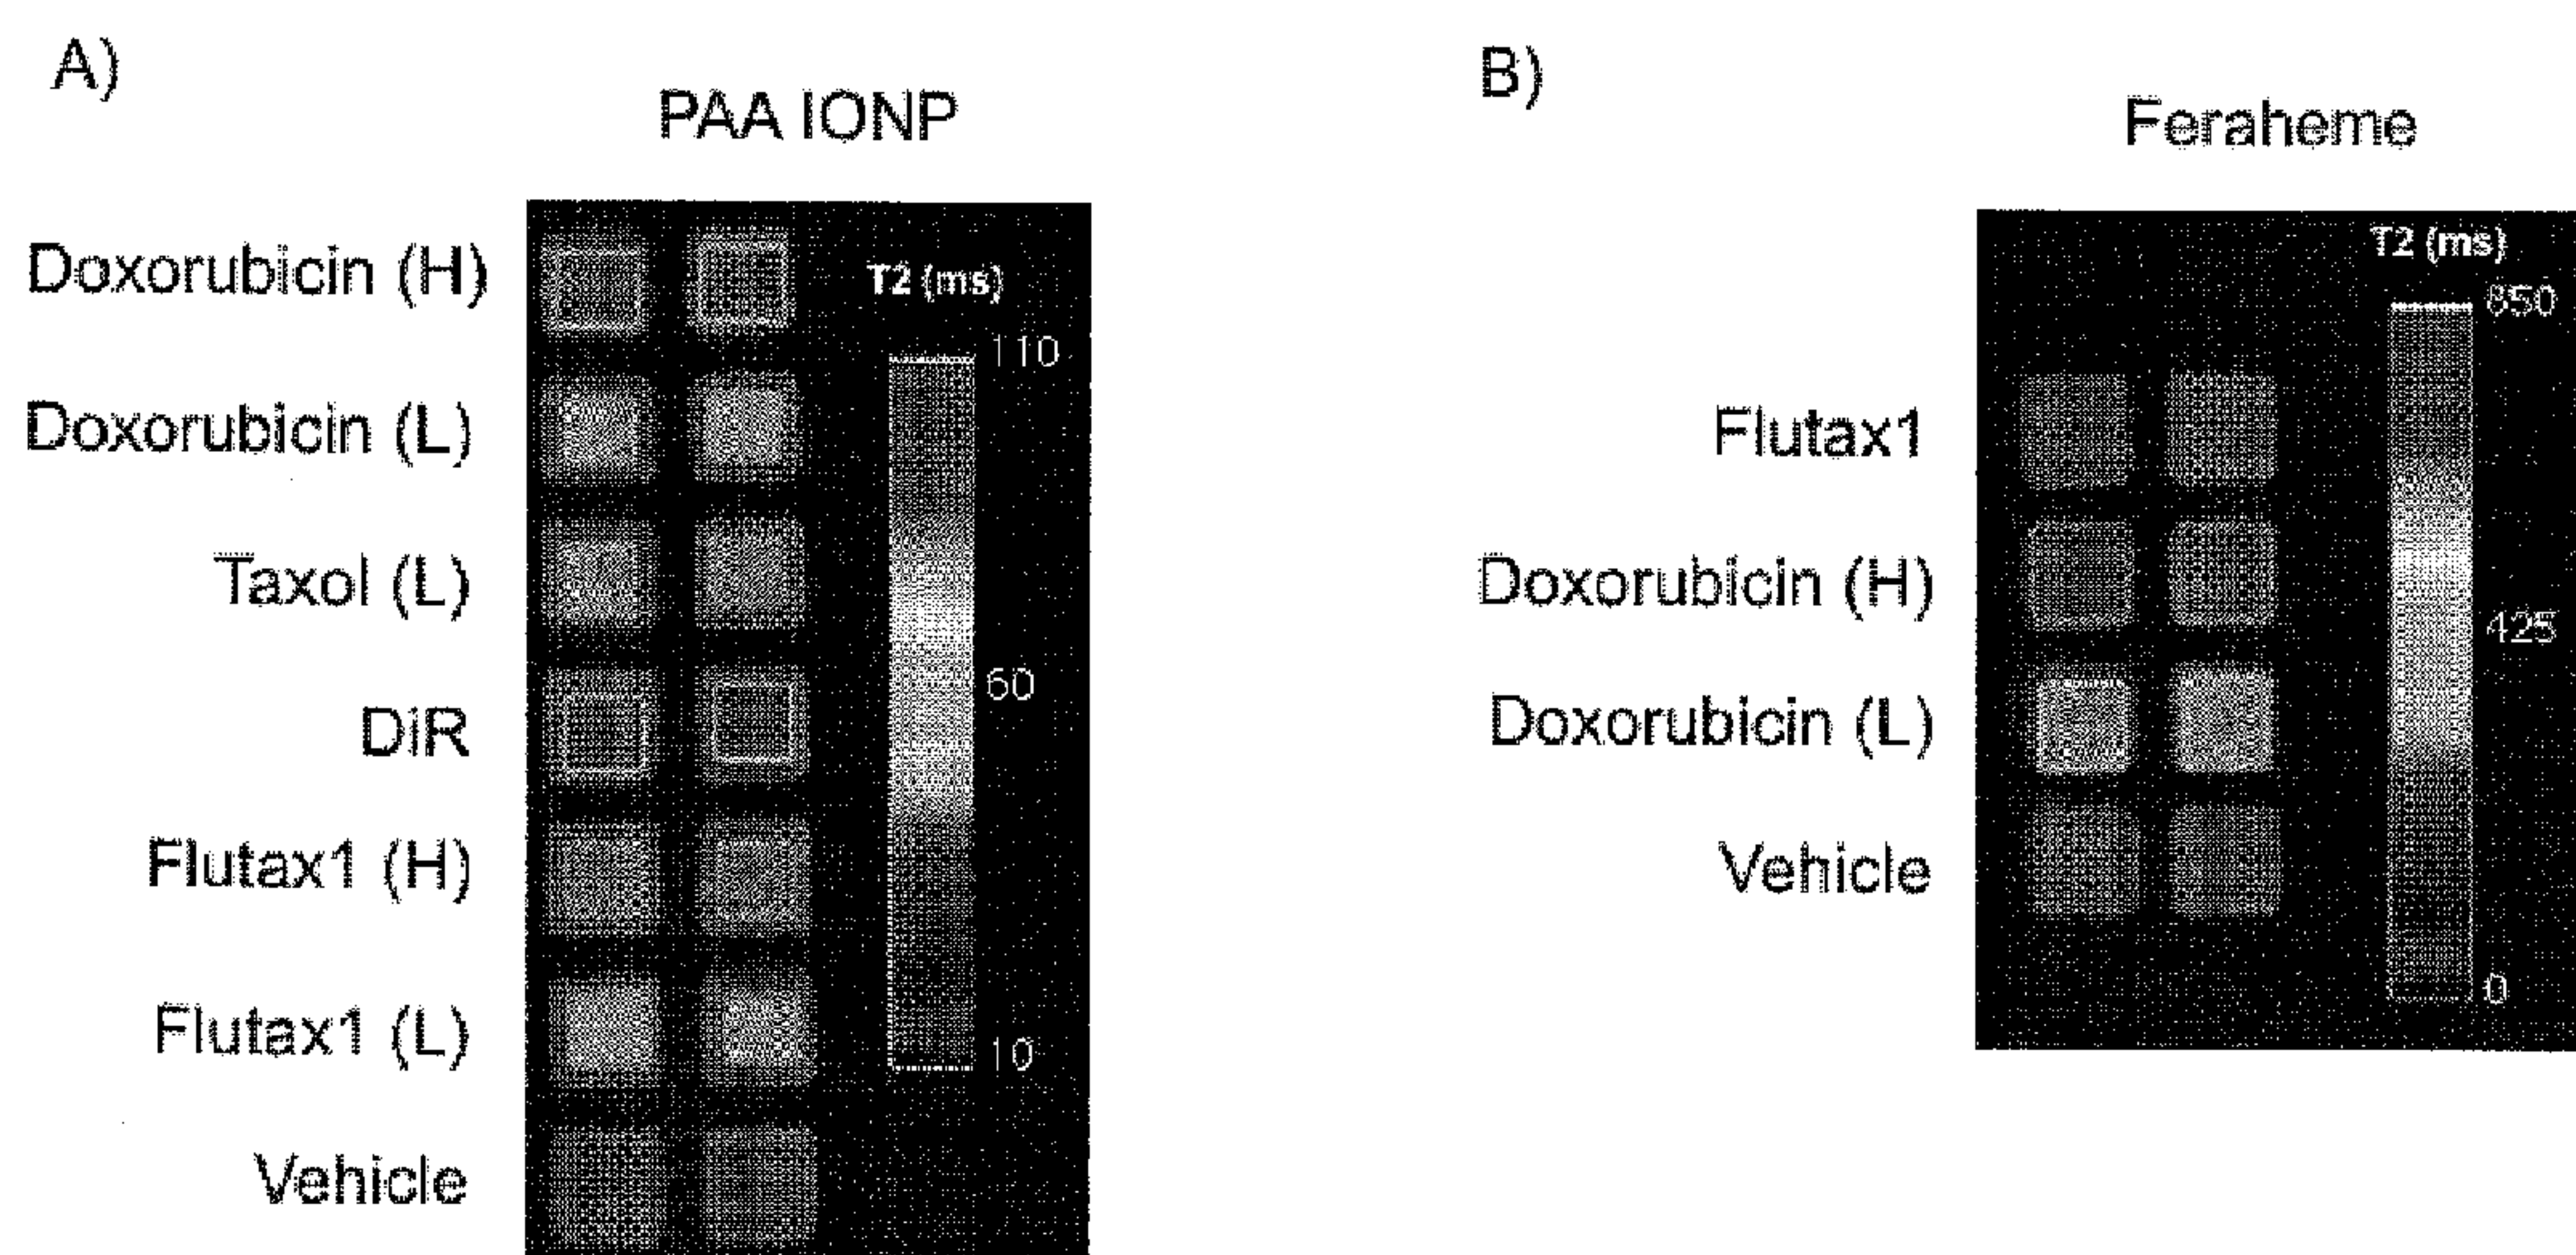 A)
PAA IONP
Doxorubicin (H)
Doxorubicin (L)
Taxol (L)
DiR
Flutax1 (H)
Flutax1 (L)
Vehicle
T2 (ms)
110
60
10
B)
Feraheme
Flutax1
Doxorubicin (H)
Doxorubicin (L)
Vehicle
T2 (ms)
850
425
0